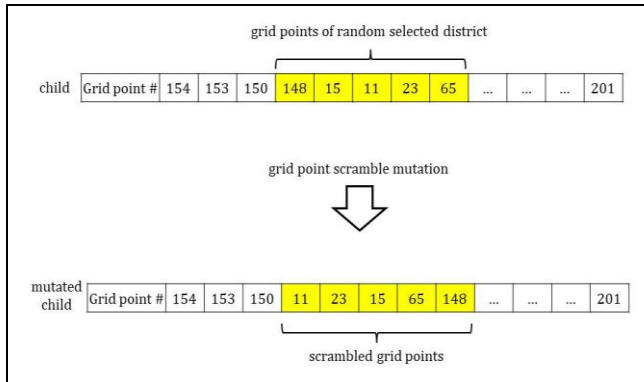 grid points of random selected district
child Grid point # 154 153 150 148 15 11 23 65 ... ... ... 201
grid point scramble mutation
mutated child Grid point # 154 153 150 11 23 15 65 148 ... ... ... 201
scrambled grid points